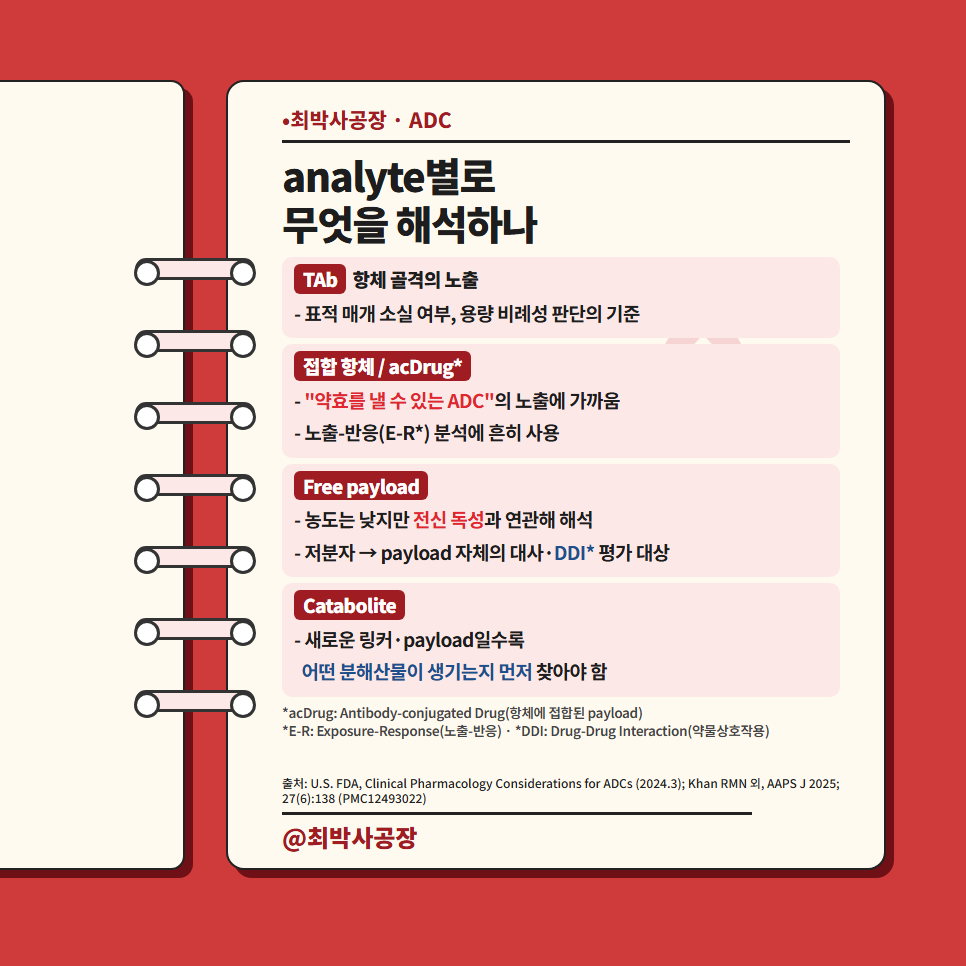 •최박사공장 · ADC
analyte별로
무엇을 해석하나
TAb 항체 골격의 노출
- 표적 매개 소실 여부, 용량 비례성 판단의 기준
접합 항체 / acDrug*
- "약효를 낼 수 있는 ADC"의 노출에 가까움
- 노출-반응(E-R*) 분석에 흔히 사용
Free payload
- 농도는 낮지만 전신 독성과 연관해 해석
- 저분자 → payload 자체의 대사·DDI* 평가 대상
Catabolite
- 새로운 링커·payload일수록
어떤 분해산물이 생기는지 먼저 찾아야 함
*acDrug: Antibody-conjugated Drug(항체에 접합된 payload)
*E-R: Exposure-Response(노출-반응) · *DDI: Drug-Drug Interaction(약물상호작용)
출처: U.S. FDA, Clinical Pharmacology Considerations for ADCs (2024.3); Khan RMN 외, AAPS J 2025;
27(6):138 (PMC12493022)
@최박사공장